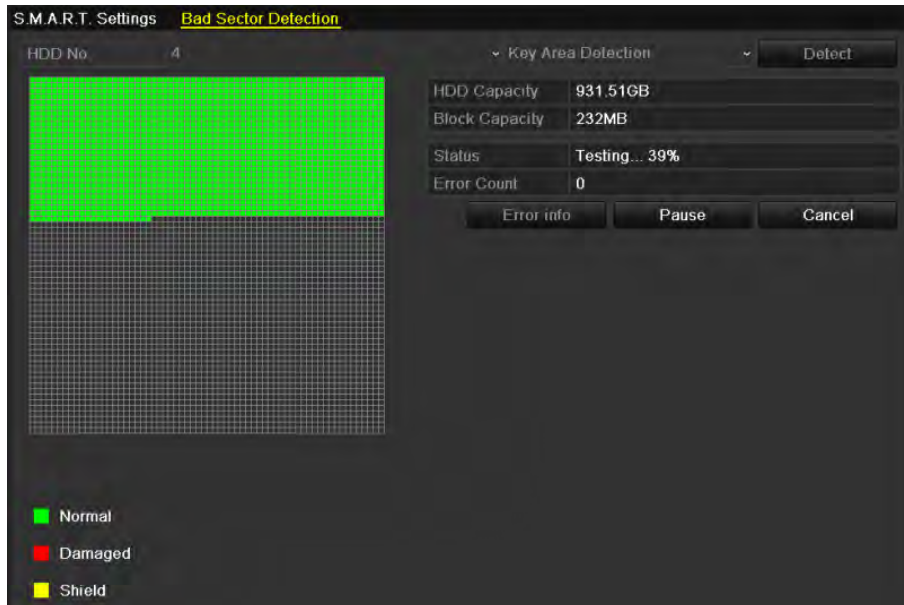 S.M.A.R.T. Settings Bad Sector Detection
HDD No. 4 Key Area Detection Detect
HDD Capacity 931.51GB
Block Capacity 232MB
Status Testing... 39%
Error Count 0
Error info Pause Cancel
Normal
Damaged
Shield